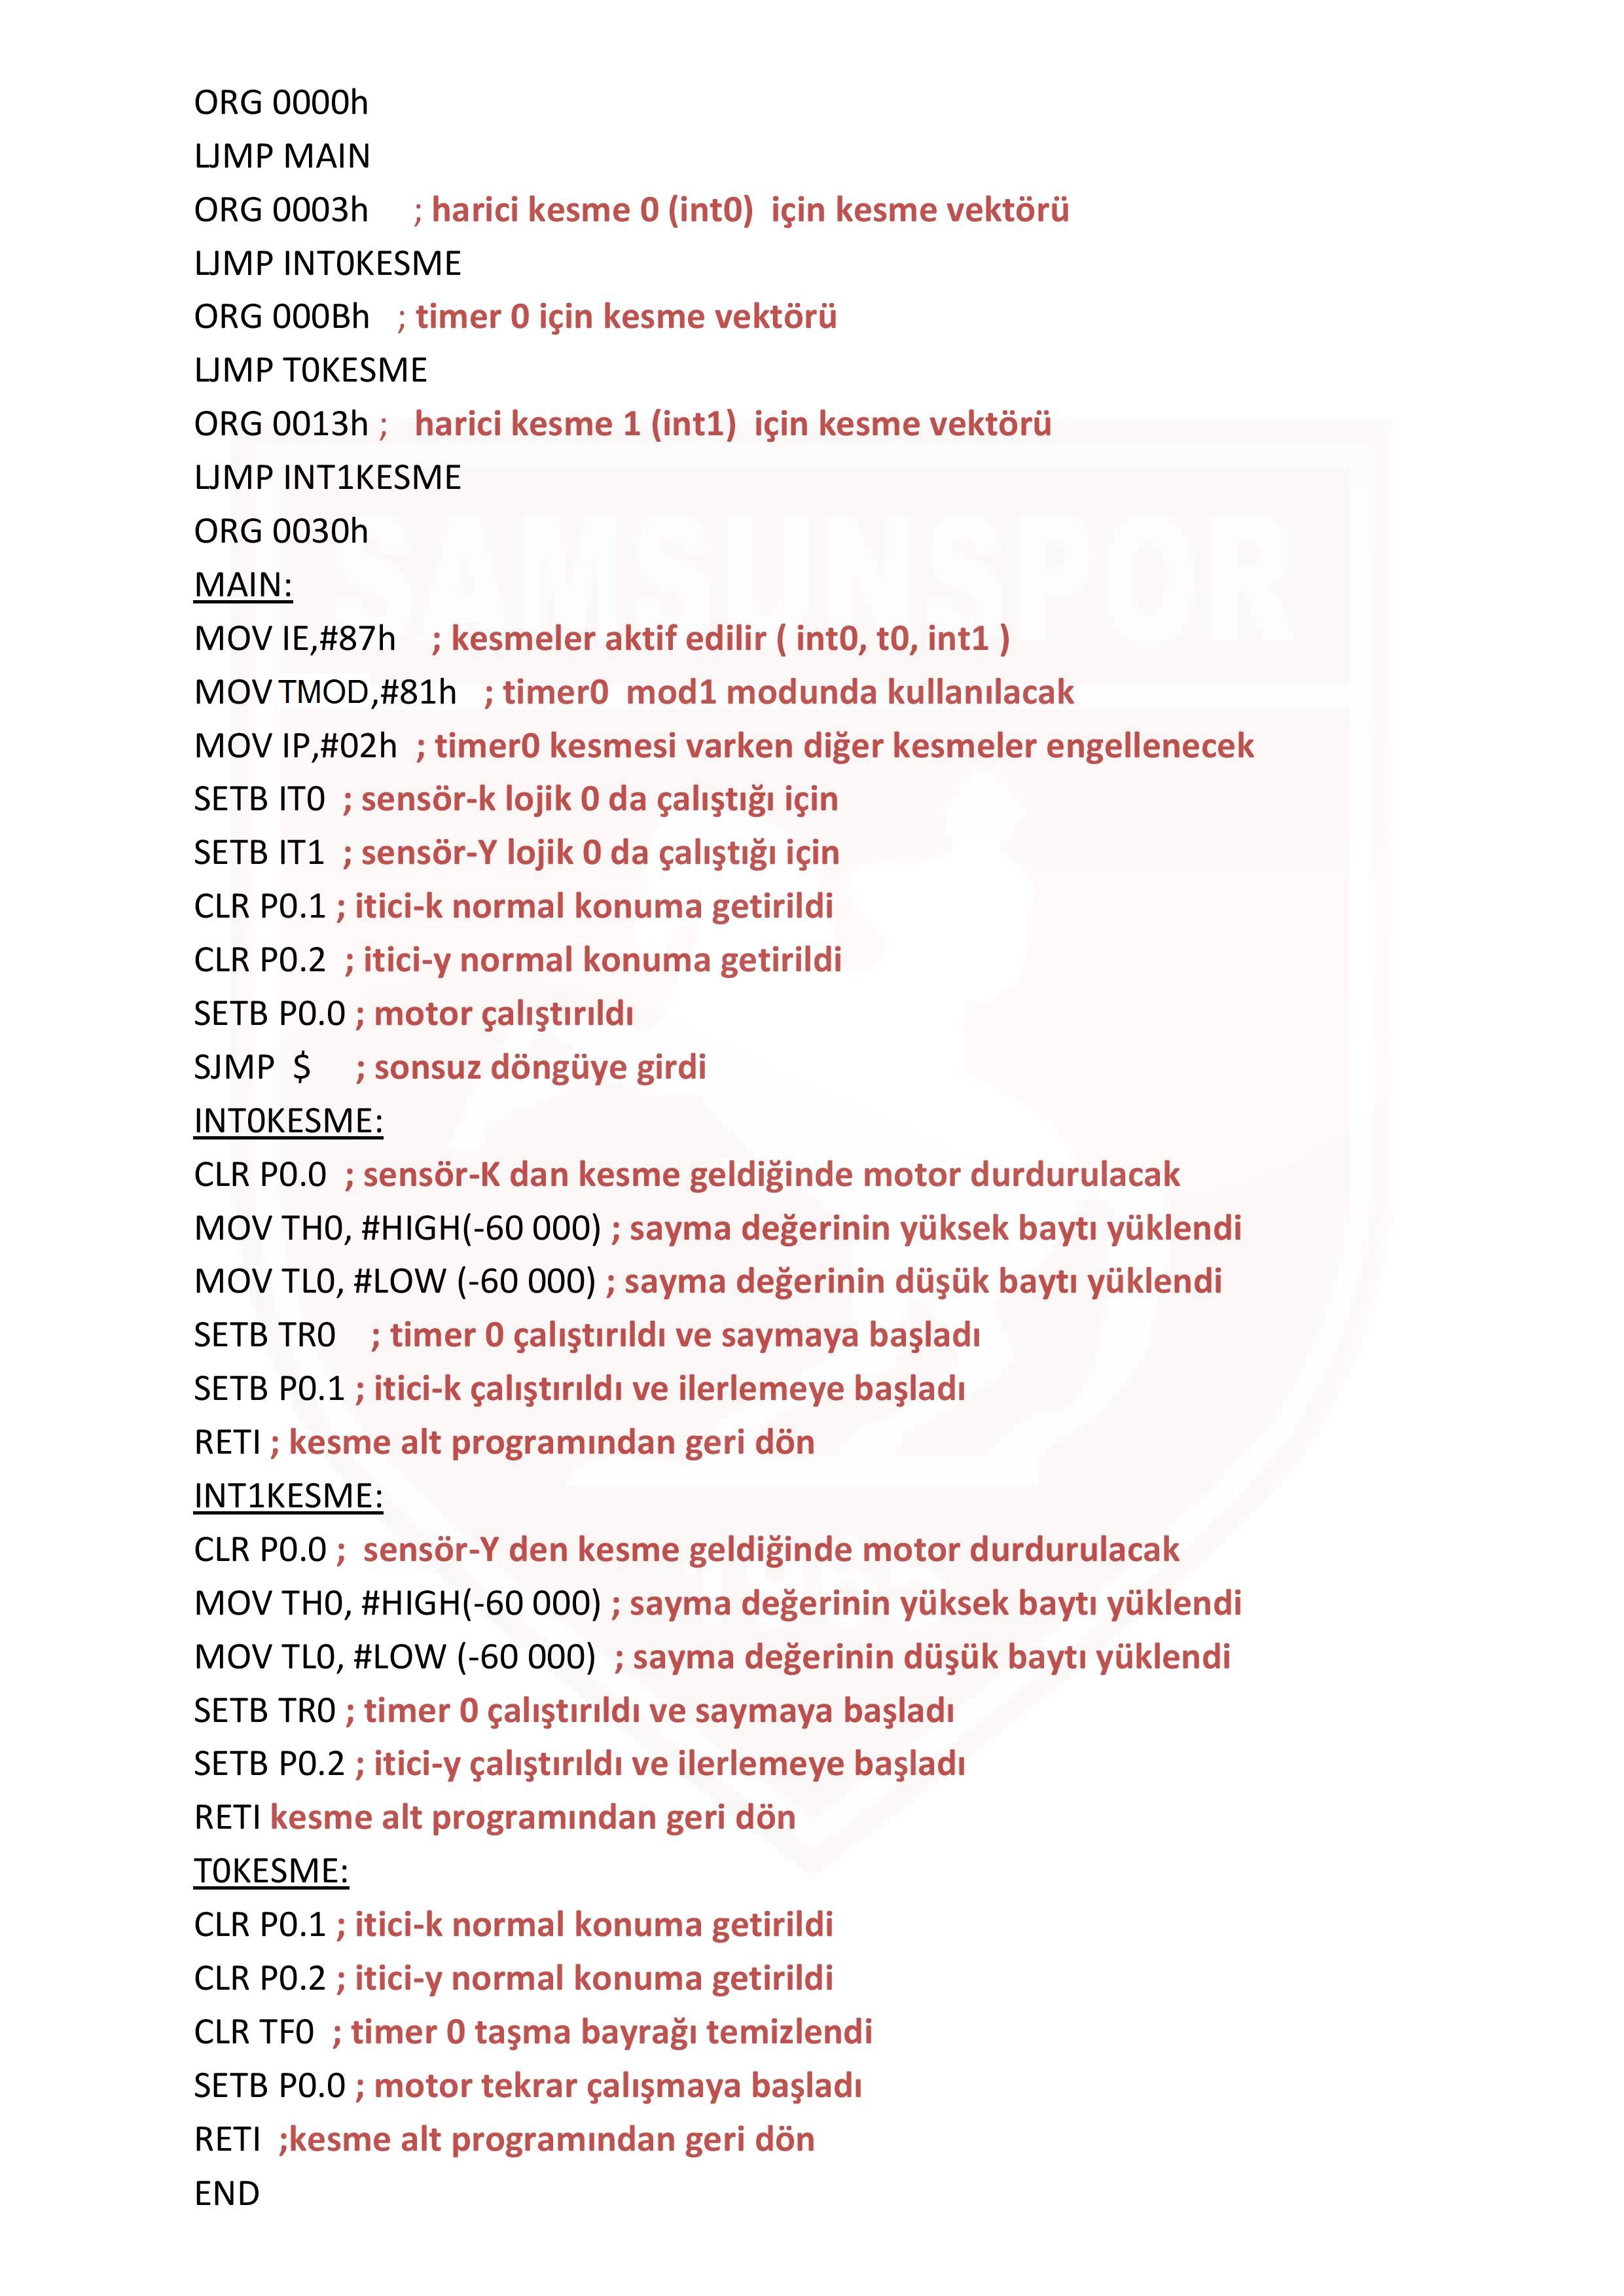 ORG 0000h
LJMP MAIN
ORG 0003h ; harici kesme 0 (int0) için kesme vektörü
LJMP INT0KESME
ORG 000Bh ; timer 0 için kesme vektörü
LJMP T0KESME
ORG 0013h ; harici kesme 1 (int1) için kesme vektörü
LJMP INT1KESME
ORG 0030h
SAMSUNSPOR
MAIN:
MOV IE,#87h ; kesmeler aktif edilir ( int0, t0, int1 )
MOV TMOD,#81h ; timer0 mod1 modunda kullanılacak
MOV IP,#02h ; timer0 kesmesi varken diğer kesmeler engellenecek
SETB IT0 ; sensör-k lojik 0 da çalıştığı için
SETB IT1 ; sensör-Y lojik 0 da çalıştığı için
CLR P0.1 ; itici-k normal konuma getirildi
CLR P0.2 ; itici-y normal konuma getirildi
SETB P0.0 ; motor çalıştırıldı
SJMP $ ; sonsuz döngüye girdi
INT0KESME:
CLR P0.0 ; sensör-K dan kesme geldiğinde motor durdurulacak
MOV TH0, #HIGH(-60 000) ; sayma değerinin yüksek baytı yüklendi
MOV TL0, #LOW (-60 000) ; sayma değerinin düşük baytı yüklendi
SETB TR0 ; timer 0 çalıştırıldı ve saymaya başladı
SETB P0.1 ; itici-k çalıştırıldı ve ilerlemeye başladı
RETI ; kesme alt programından geri dön
INT1KESME:
CLR P0.0 ; sensör-Y den kesme geldiğinde motor durdurulacak
MOV TH0, #HIGH(-60 000) ; sayma değerinin yüksek baytı yüklendi
MOV TL0, #LOW (-60 000) ; sayma değerinin düşük baytı yüklendi
SETB TR0 ; timer 0 çalıştırıldı ve saymaya başladı
SETB P0.2 ; itici-y çalıştırıldı ve ilerlemeye başladı
RETI kesme alt programından geri dön
T0KESME:
CLR P0.1 ; itici-k normal konuma getirildi
CLR P0.2 ; itici-y normal konuma getirildi
CLR TF0 ; timer 0 taşma bayrağı temizlendi
SETB P0.0 ; motor tekrar çalışmaya başladı
RETI ;kesme alt programından geri dön
END